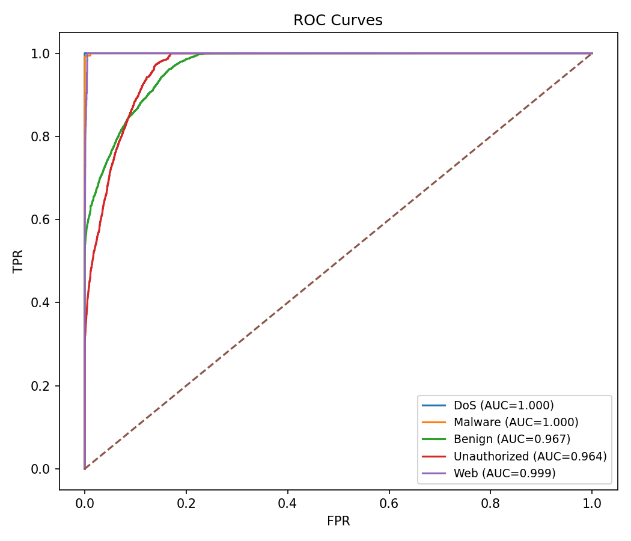 ROC Curves
1.0
0.8
0.6
0.4
0.2
0.0
TPR
0.0 0.2 0.4 0.6 0.8 1.0
FPR
DoS (AUC=1.000)
Malware (AUC=1.000)
Benign (AUC=0.967)
Unauthorized (AUC=0.964)
Web (AUC=0.999)